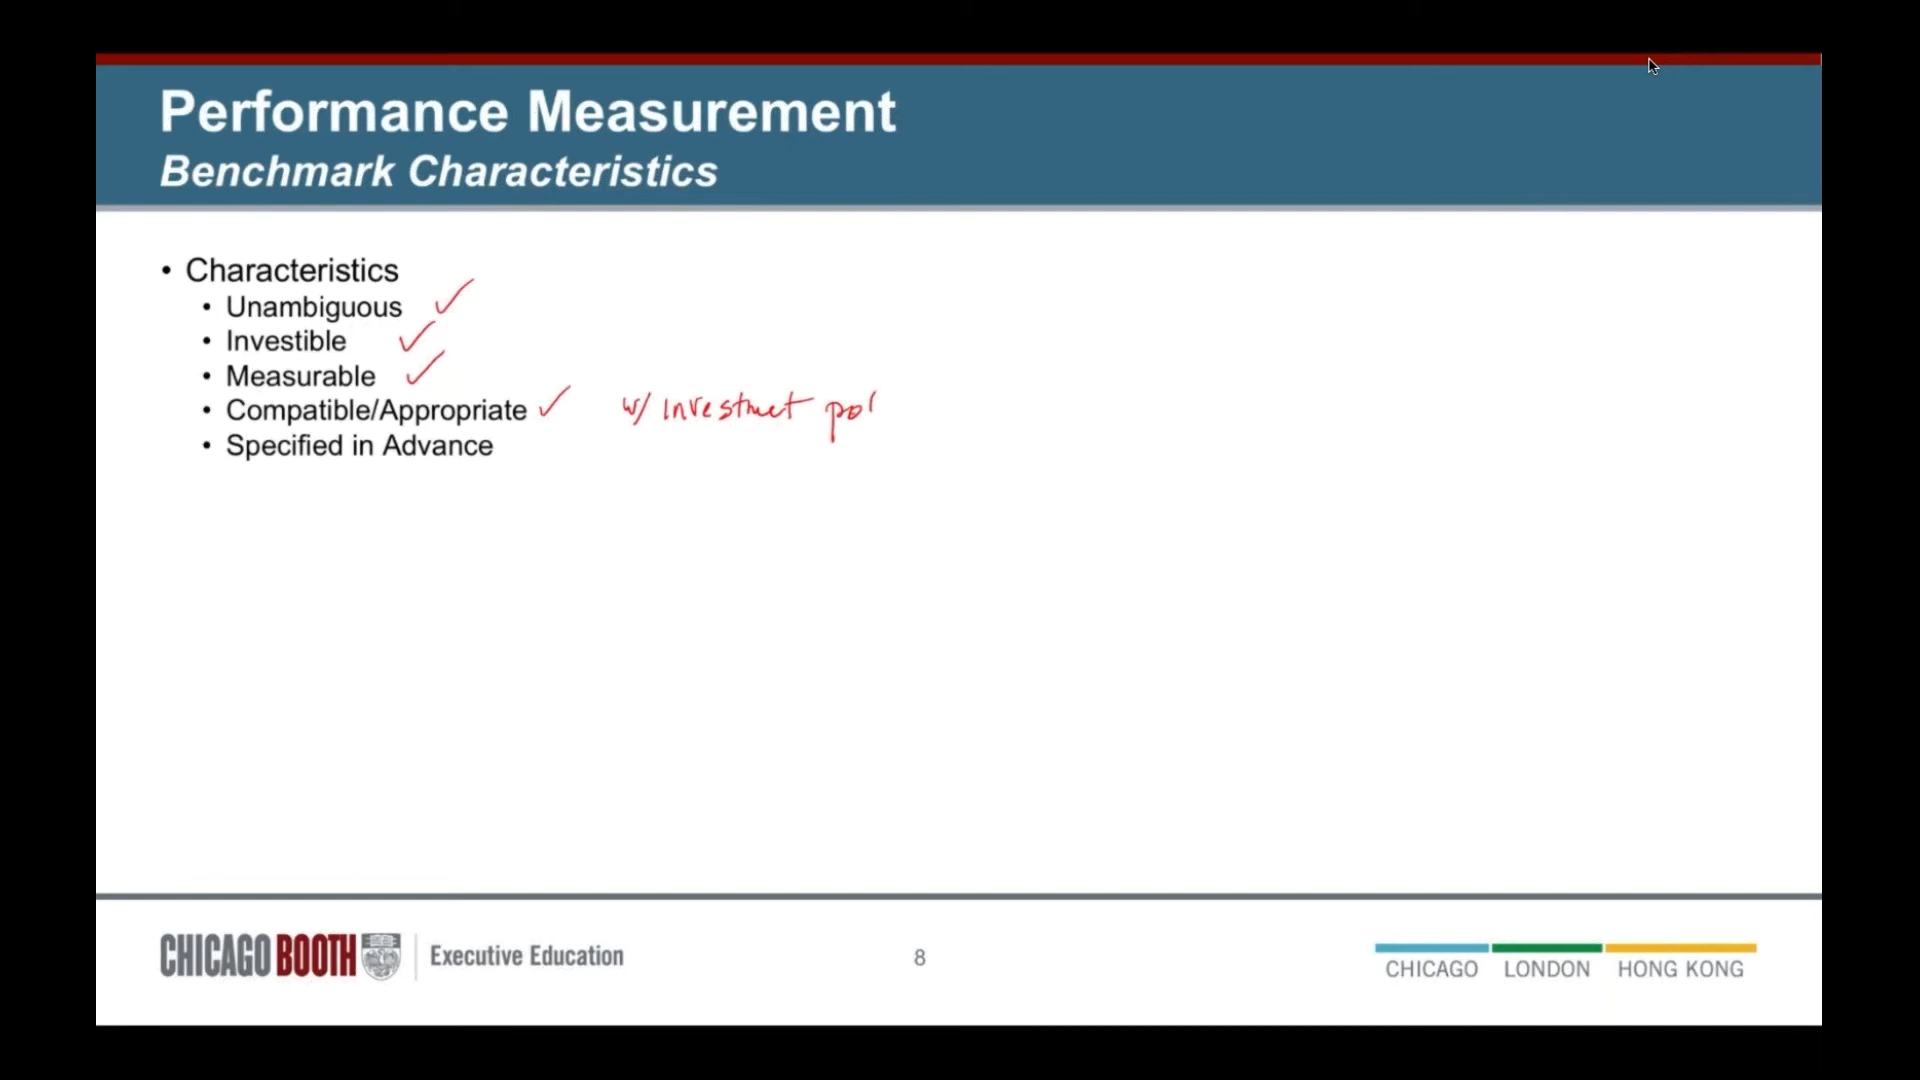 Performance Measurement
Benchmark Characteristics
• Characteristics
• Unambiguous
• Investible
• Measurable
• Compatible/Appropriate w/ investmet pol
• Specified in Advance
CHICAGO BOOTH Executive Education
8
CHICAGO LONDON HONG KONG